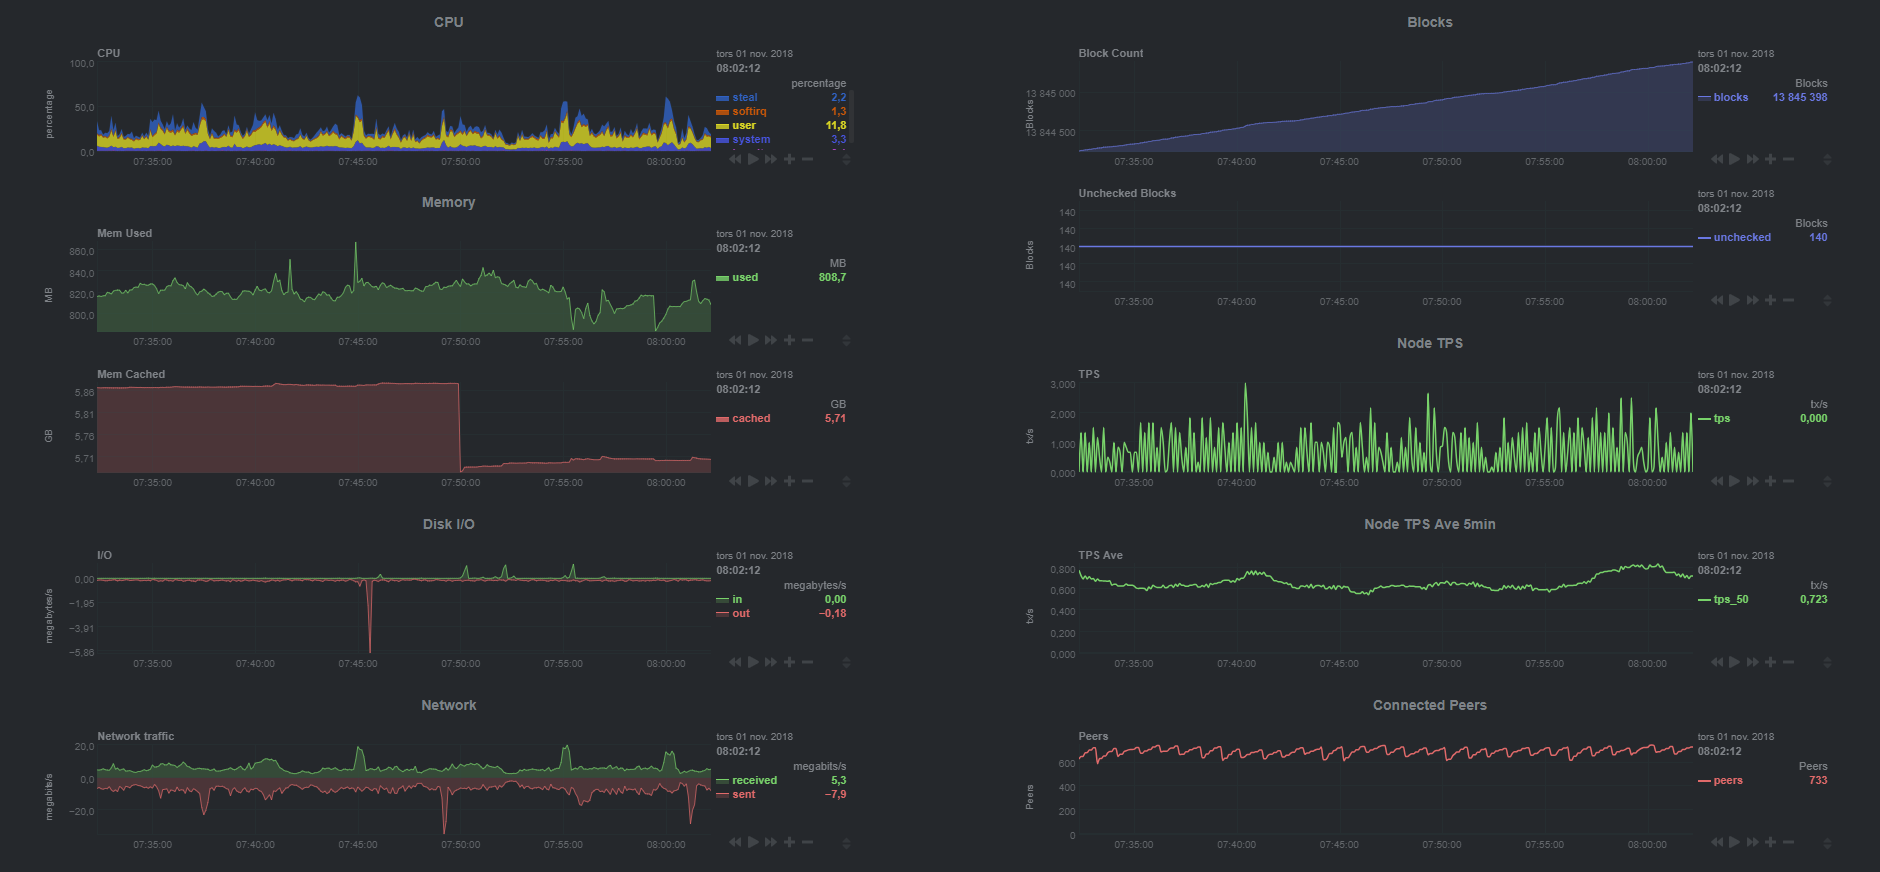 CPU
CPU
tors 01 nov. 2018
08:02:12
percentage
steal 2,2
softirq 1,3
user 11,8
system 3,3
percentage
100,0
50,0
0,0
07:35:00 07:40:00 07:45:00 07:50:00 07:55:00 08:00:00
Memory
Mem Used
tors 01 nov. 2018
08:02:12
MB
used 808,7
MB
860,0
840,0
820,0
800,0
07:35:00 07:40:00 07:45:00 07:50:00 07:55:00 08:00:00
Mem Cached
tors 01 nov. 2018
08:02:12
GB
cached 5,71
GB
5,86
5,81
5,76
5,71
07:35:00 07:40:00 07:45:00 07:50:00 07:55:00 08:00:00
Disk I/O
I/O
tors 01 nov. 2018
08:02:12
megabytes/s
in 0,00
out −0,18
megabytes/s
0,00
−1,95
−3,91
−5,86
07:35:00 07:40:00 07:45:00 07:50:00 07:55:00 08:00:00
Network
Network traffic
tors 01 nov. 2018
08:02:12
megabits/s
received 5,3
sent −7,9
megabits/s
20,0
0,0
−20,0
07:35:00 07:40:00 07:45:00 07:50:00 07:55:00 08:00:00
Blocks
Block Count
tors 01 nov. 2018
08:02:12
Blocks
blocks 13 845 398
Blocks
13 845 000
13 844 500
07:35:00 07:40:00 07:45:00 07:50:00 07:55:00 08:00:00
Unchecked Blocks
tors 01 nov. 2018
08:02:12
Blocks
unchecked 140
Blocks
140
140
140
140
140
07:35:00 07:40:00 07:45:00 07:50:00 07:55:00 08:00:00
Node TPS
TPS
tors 01 nov. 2018
08:02:12
tx/s
tps 0,000
tx/s
3,000
2,000
1,000
0,000
07:35:00 07:40:00 07:45:00 07:50:00 07:55:00 08:00:00
Node TPS Ave 5min
TPS Ave
tors 01 nov. 2018
08:02:12
tx/s
tps_50 0,723
tx/s
0,800
0,600
0,400
0,200
0,000
07:35:00 07:40:00 07:45:00 07:50:00 07:55:00 08:00:00
Connected Peers
Peers
tors 01 nov. 2018
08:02:12
Peers
peers 733
Peers
600
400
200
0
07:35:00 07:40:00 07:45:00 07:50:00 07:55:00 08:00:00